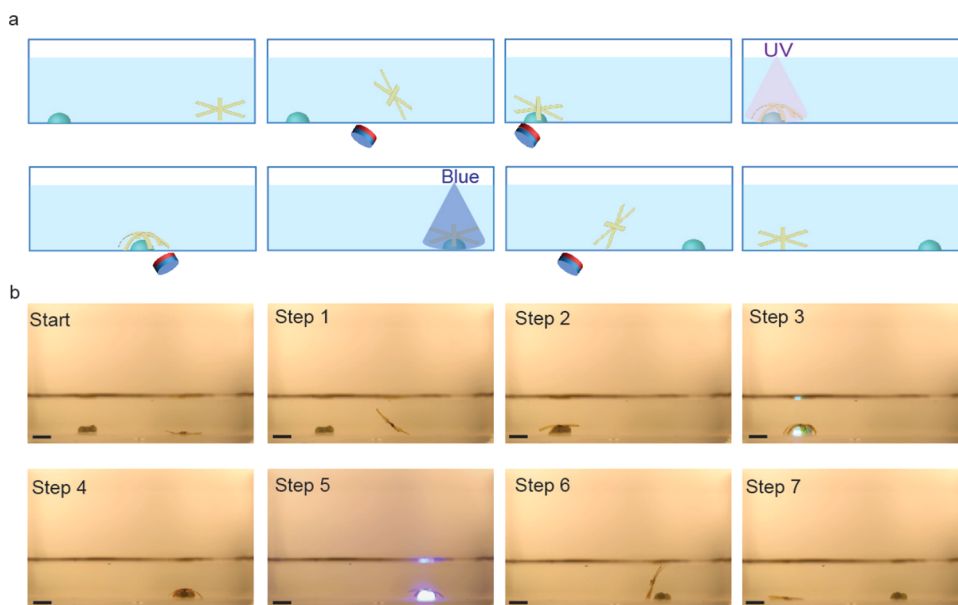 a
UV
Blue
b
Start
Step 1
Step 2
Step 3
Step 4
Step 5
Step 6
Step 7